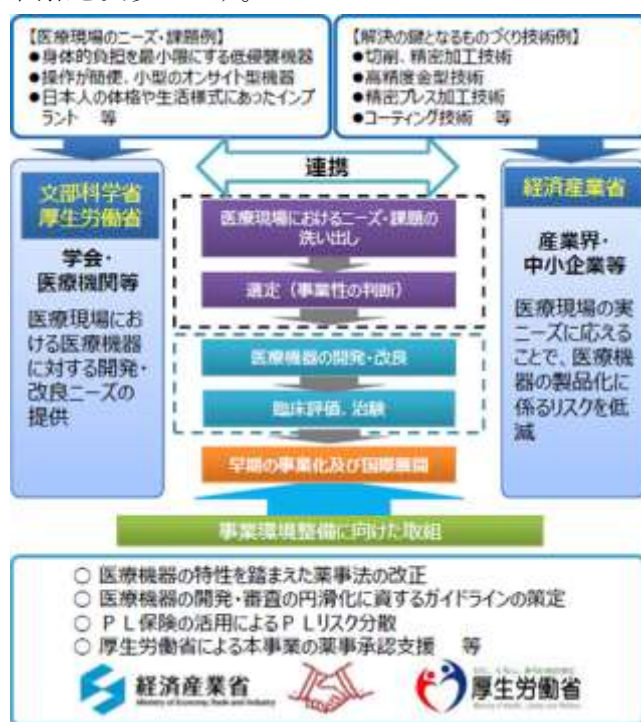 【医療現場のニーズ・課題例】
●身体的負担を最小限にする低侵襲機器
●操作が簡便、小型のオンサイト型機器
●日本人の体格や生活様式にあったインプ
ラント 等
【解決の鍵となるものづくり技術例】
●切削、精密加工技術
●高精度金型技術
●精密プレス加工技術
●コーティング技術 等
連携
文部科学省
厚生労働省
学会・
医療機関等
医療現場にお
ける医療機器
に対する開発・
改良ニーズの
提供
医療現場におけるニーズ・課題の
洗い出し
選定（事業性の判断）
医療機器の開発・改良
臨床評価、治験
早期の事業化及び国際展開
経済産業省
産業界・
中小企業等
医療現場の実
ニーズに応える
ことで、医療機
器の製品化に
係るリスクを低
減
事業環境整備に向けた取組
○ 医療機器の特性を踏まえた薬事法の改正
○ 医療機器の開発・審査の円滑化に資するガイドラインの策定
○ ＰＬ保険の活用によるＰＬリスク分散
○ 厚生労働省による本事業の薬事承認支援 等
経済産業省
Ministry of Economy, Trade and Industry
厚生労働省
Ministry of Health, Labour and Welfare